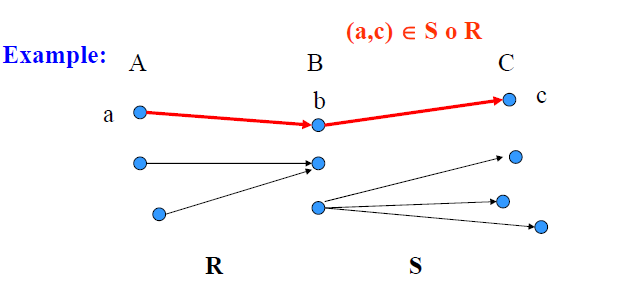 (a,c) ∈ S o R
Example: A B C
a b c
R S